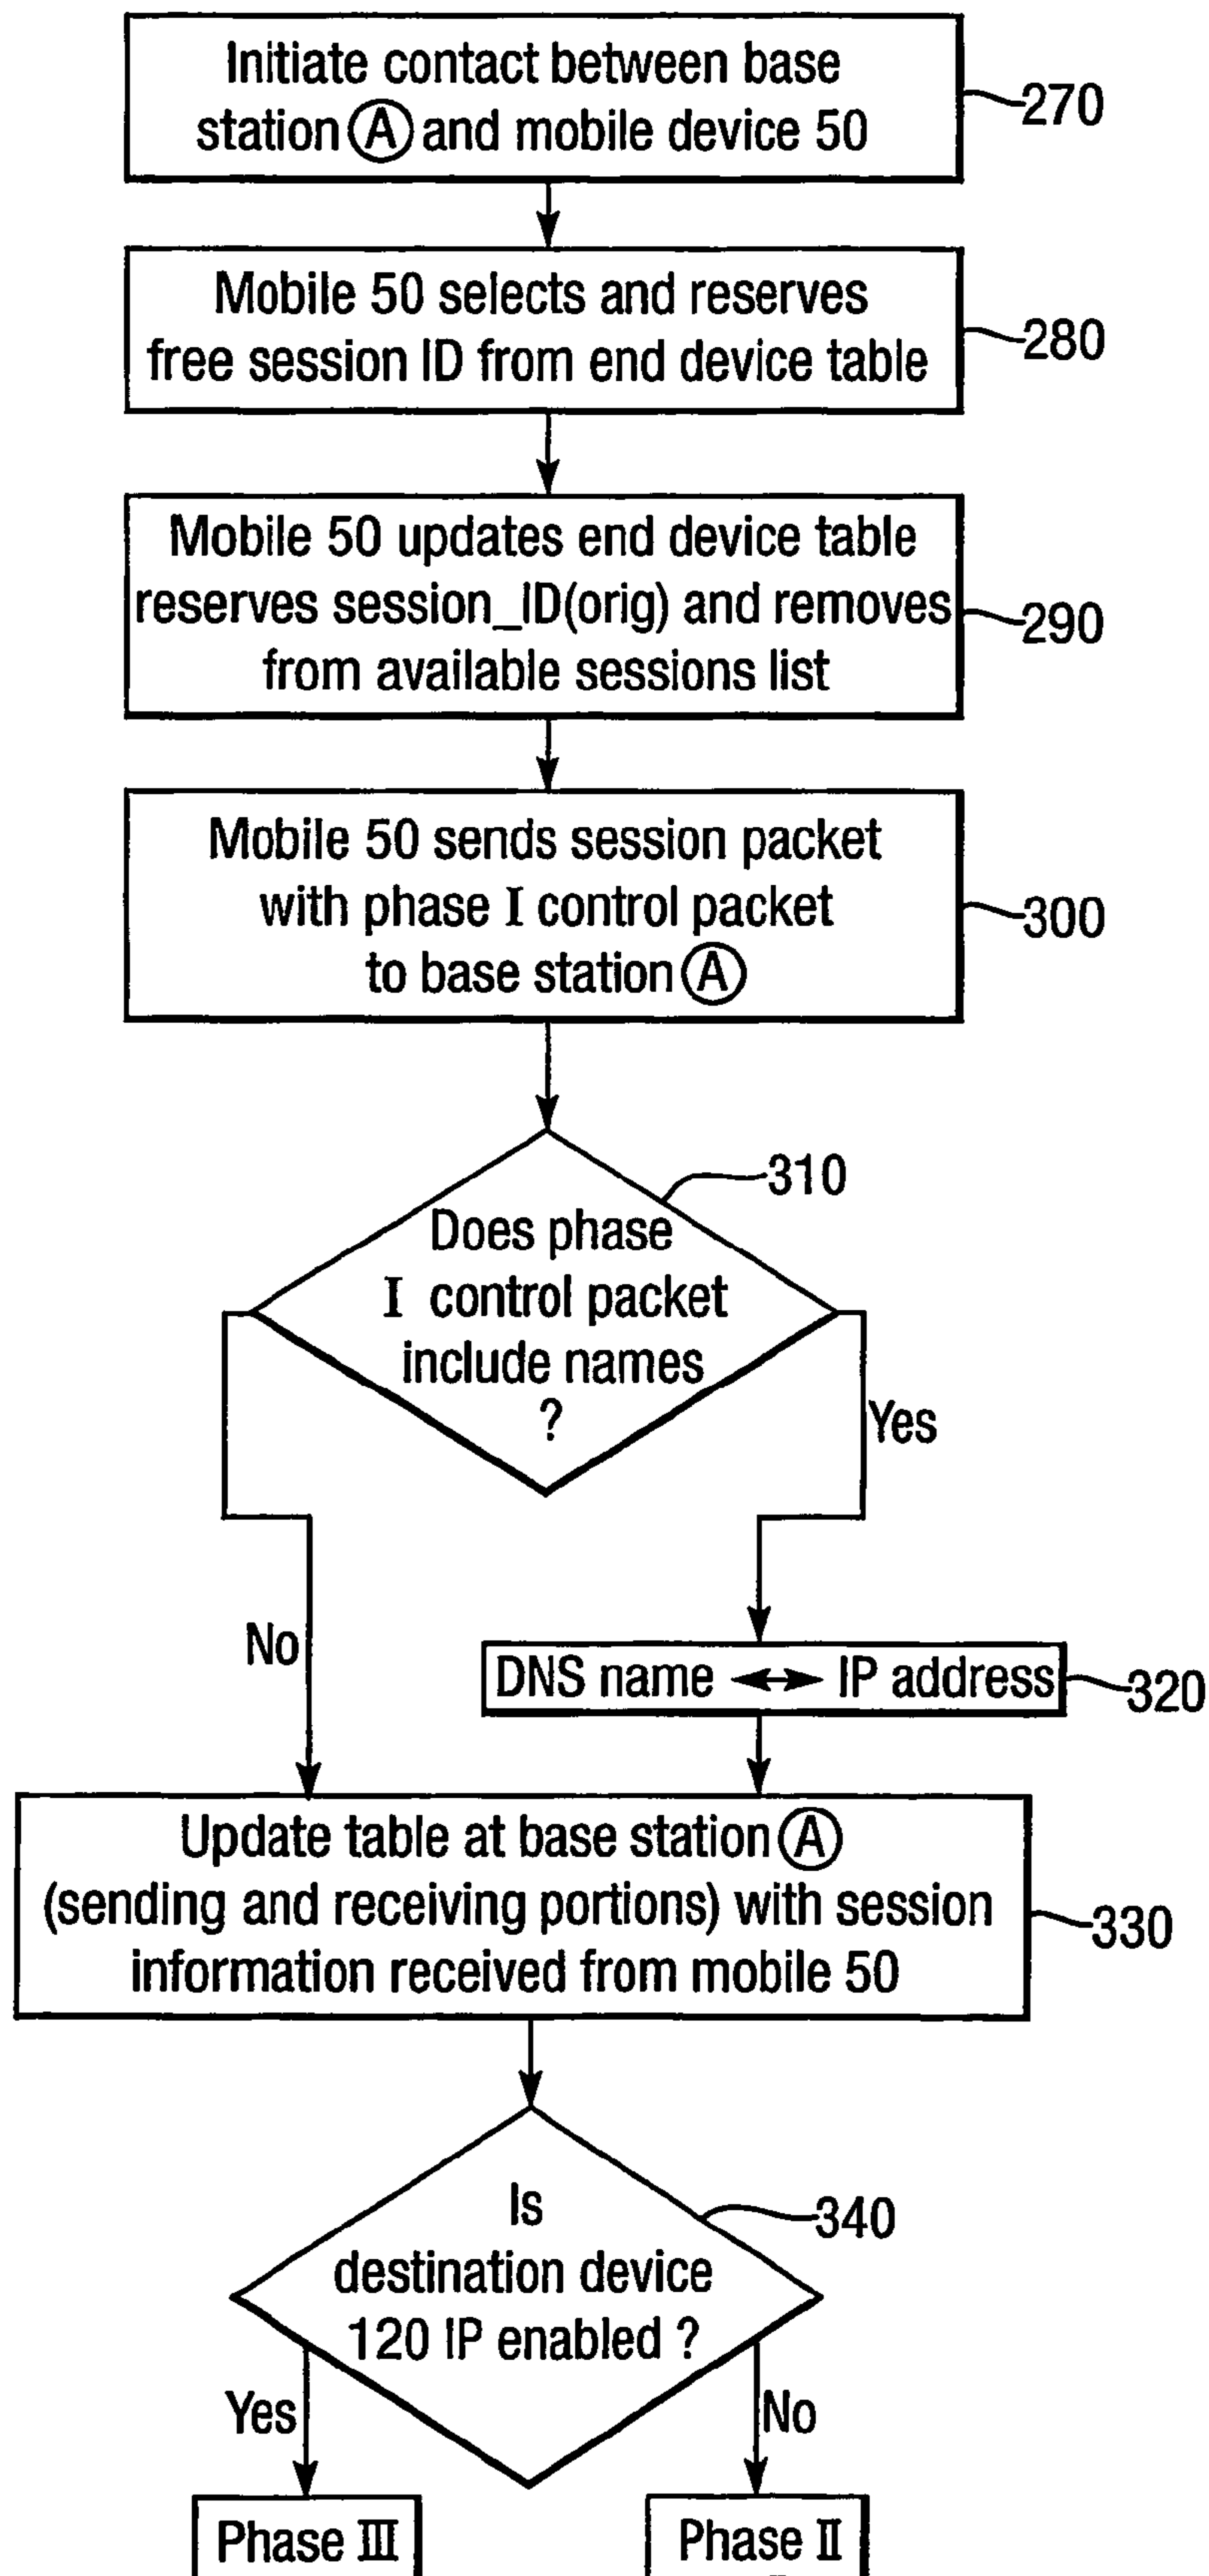 Initiate contact between base
station Ⓐ and mobile device 50
270
Mobile 50 selects and reserves
free session ID from end device table
280
Mobile 50 updates end device table
reserves session_ID(orig) and removes
from available sessions list
290
Mobile 50 sends session packet
with phase I control packet
to base station Ⓐ
300
310
Does phase
I control packet
include names
?
Yes
No
DNS name ↔ IP address
320
Update table at base station Ⓐ
(sending and receiving portions) with session
information received from mobile 50
330
340
Is
destination device
120 IP enabled ?
Yes
No
Phase III
Phase II